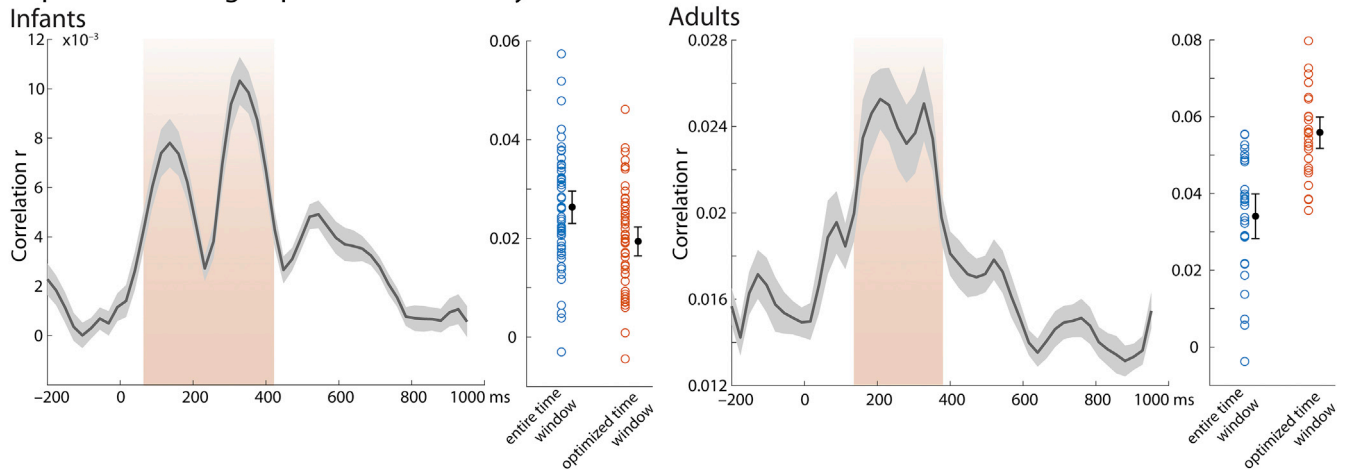 Infants
Adults
12 x10⁻³
10
8
6
4
2
0
Correlation r
–200 0 200 400 600 800 1000 ms
0.06
0.04
0.02
0
entire time
window
optimized time
window
0.028
0.024
0.02
0.016
0.012
Correlation r
–200 0 200 400 600 800 1000 ms
0.08
0.06
0.04
0.02
0
entire time
window
optimized time
window